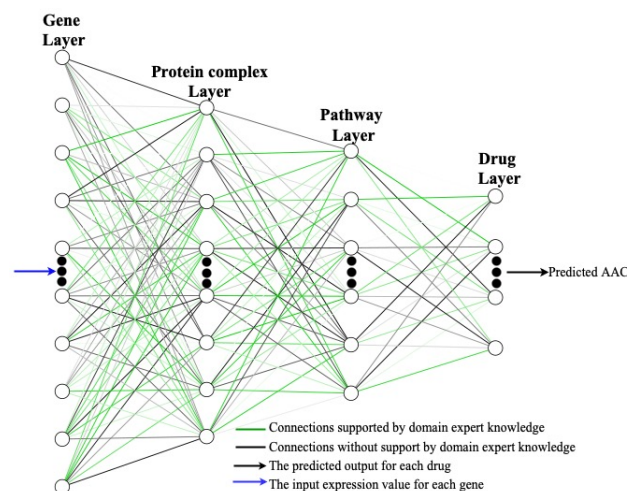 Gene
Layer
Protein complex
Layer
Pathway
Layer
Drug
Layer
Predicted AAC
Connections supported by domain expert knowledge
Connections without support by domain expert knowledge
The predicted output for each drug
The input expression value for each gene